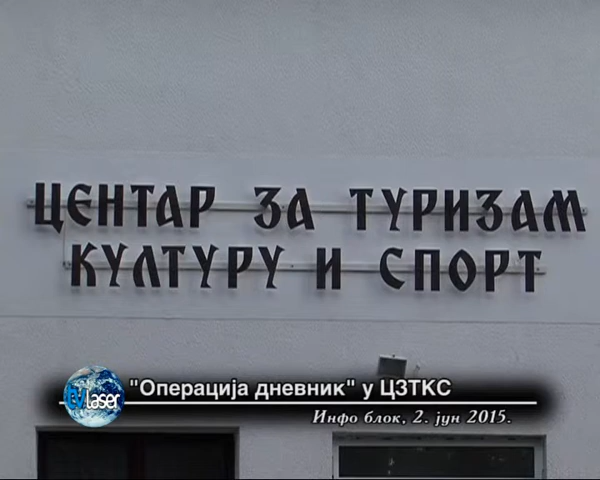 ЦЕНТАР ЗА ТУРИЗАМ
КУЛТУРУ И СПОРТ
"Операција дневник" у ЦЗТКС
tv laser
Инфо блок, 2. јун 2015.